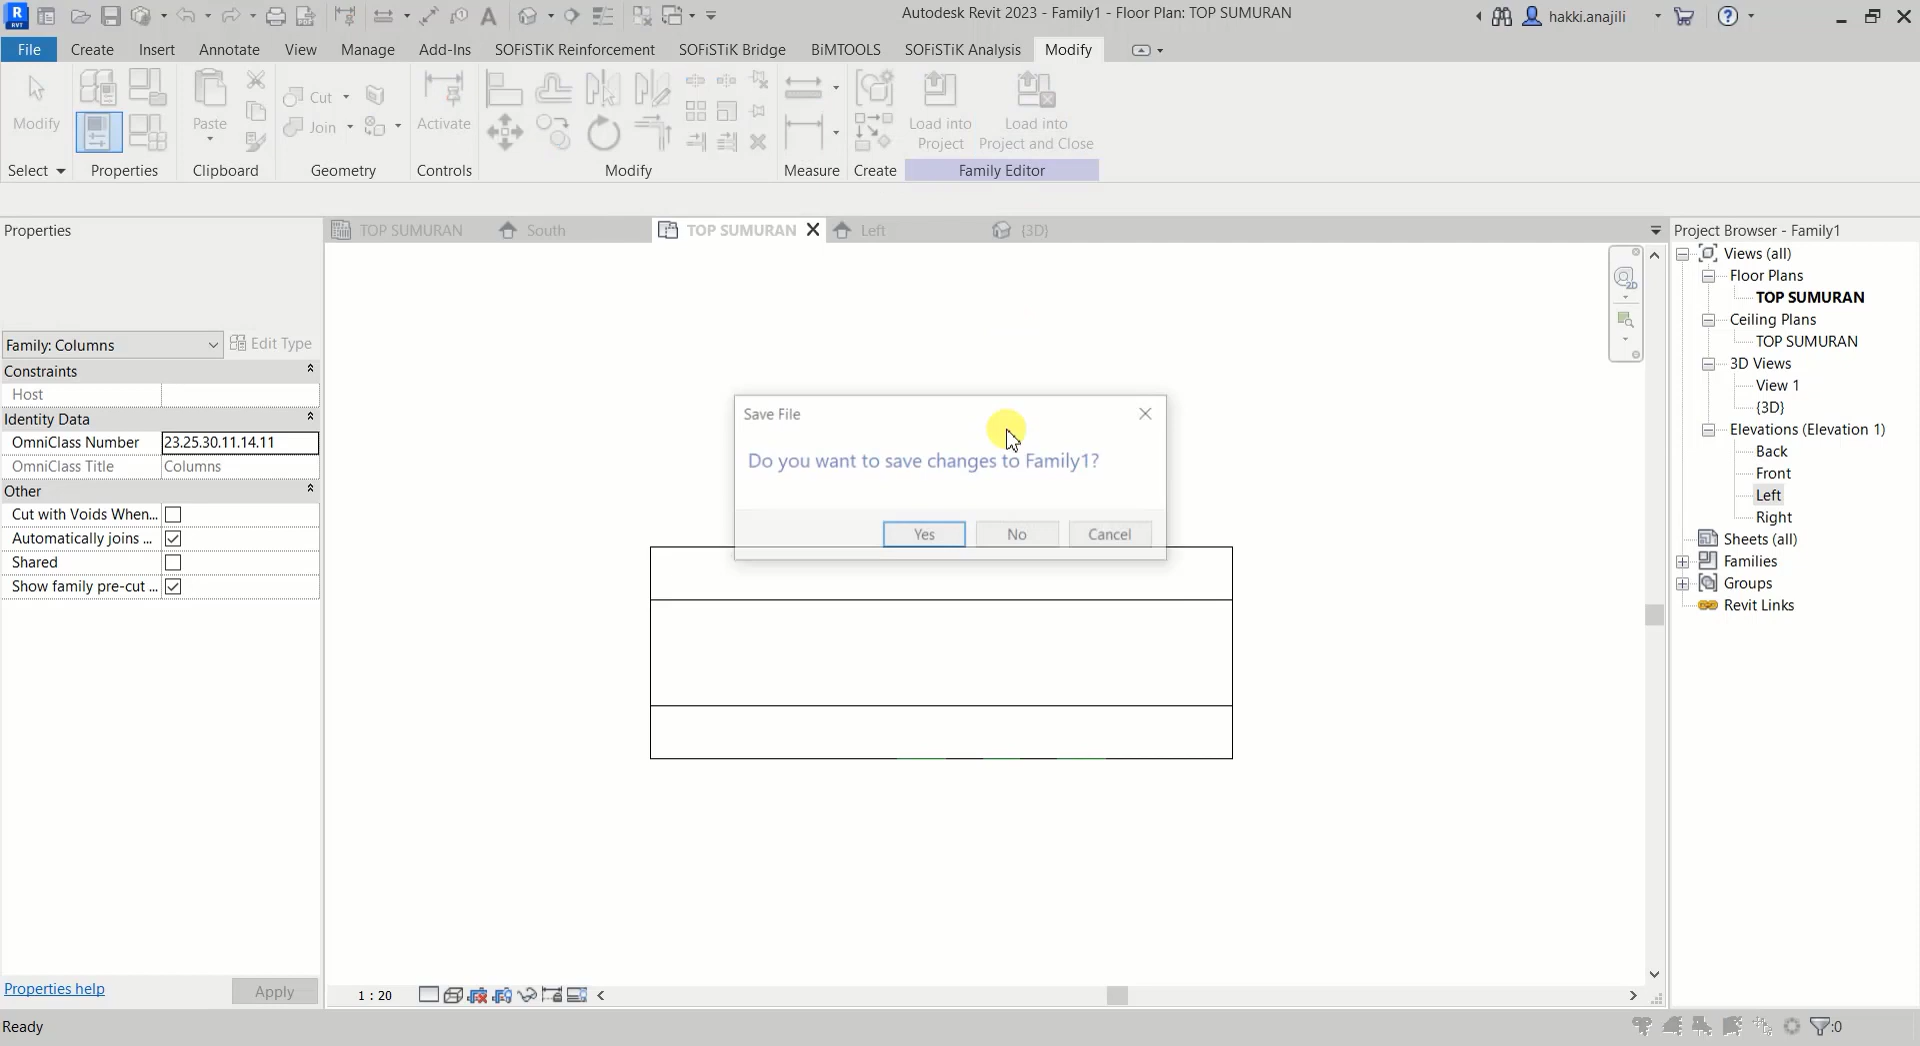 R
RVT
Autodesk Revit 2023 - Family1 - Floor Plan: TOP SUMURAN
hakki.anajili
File
Create
Insert
Annotate
View
Manage
Add-Ins
SOFiSTiK Reinforcement
SOFiSTiK Bridge
BiMTOOLS
SOFiSTiK Analysis
Modify
Modify
Paste
Cut
Join
Activate
Load into
Project
Load into
Project and Close
Select
Properties
Clipboard
Geometry
Controls
Modify
Measure
Create
Family Editor
Properties
TOP SUMURAN
South
TOP SUMURAN
Left
{3D}
Project Browser - Family1
Family: Columns
Edit Type
Constraints
Host
Identity Data
OmniClass Number
23.25.30.11.14.11
OmniClass Title
Columns
Other
Cut with Voids When...
Automatically joins ...
Shared
Show family pre-cut ...
Properties help
Apply
Save File
Do you want to save changes to Family1?
Yes
No
Cancel
2D
Views (all)
Floor Plans
TOP SUMURAN
Ceiling Plans
TOP SUMURAN
3D Views
View 1
{3D}
Elevations (Elevation 1)
Back
Front
Left
Right
Sheets (all)
Families
Groups
Revit Links
1 : 20
Ready
:0